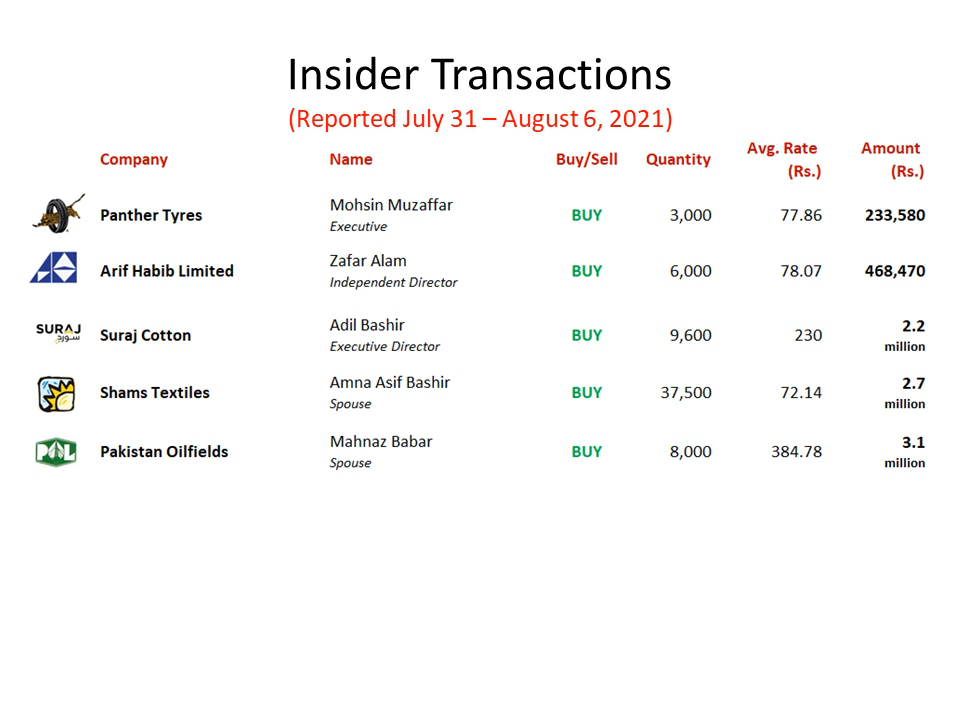 Insider Transactions
(Reported July 31 – August 6, 2021)
Company Name Buy/Sell Quantity Avg. Rate (Rs.) Amount (Rs.)
Panther Tyres Mohsin Muzaffar BUY 3,000 77.86 233,580
Executive
Arif Habib Limited Zafar Alam BUY 6,000 78.07 468,470
Independent Director
SURAJ
سورج
Suraj Cotton Adil Bashir BUY 9,600 230 2.2 million
Executive Director
Shams Textiles Amna Asif Bashir BUY 37,500 72.14 2.7 million
Spouse
POL
Pakistan Oilfields Mahnaz Babar BUY 8,000 384.78 3.1 million
Spouse